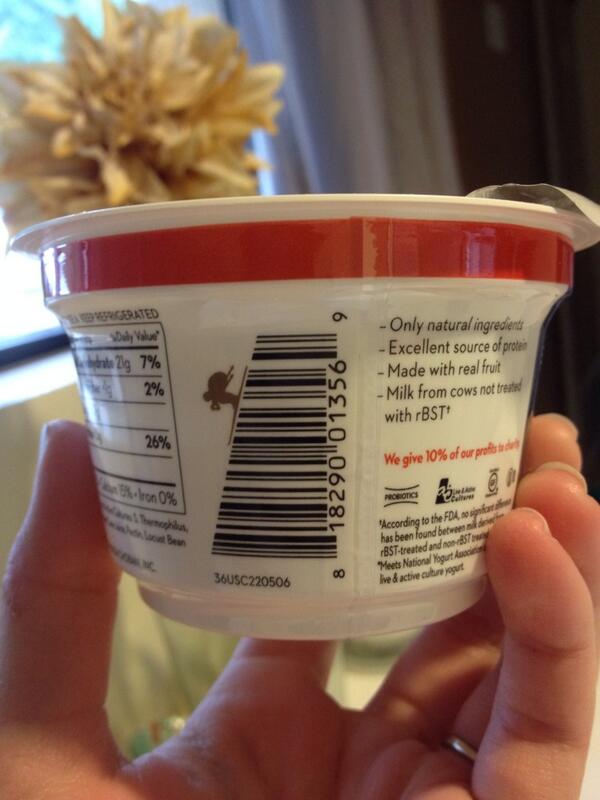 KEEP REFRIGERATED
%Daily Value*
21g 7%
2%
26%
15% • Iron 0%
S. Thermophilus,
Pectin, Locust Bean
INC.
8 18290 01356 9
36USC220506
- Only natural ingredients
- Excellent source of protein
- Made with real fruit
- Milk from cows not treated
with rBST†
We give 10% of our profits to charity
PROBIOTICS
Live & Active
Cultures
†According to the FDA, no significant difference
has been found between milk derived
rBST-treated and non-rBST treated
*Meets National Yogurt Association
live & active culture yogurt.